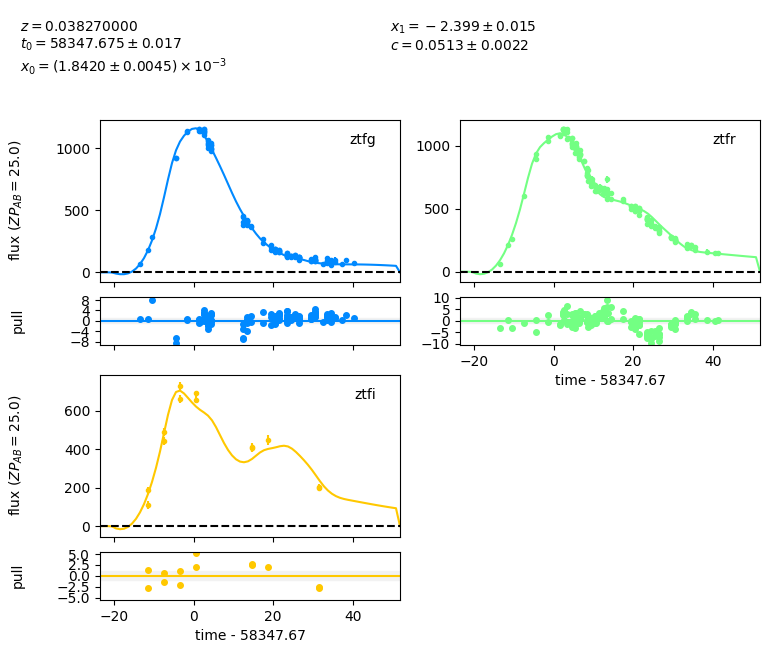 z = 0.038270000
t₀ = 58347.675 ± 0.017
x₀ = (1.8420 ± 0.0045) × 10⁻³
x₁ = −2.399 ± 0.015
c = 0.0513 ± 0.0022
flux (ZP_AB = 25.0)
1000
500
0
ztfg
1000
500
0
ztfr
pull
8
4
0
−4
−8
10
5
0
−5
−10
−20 0 20 40
time - 58347.67
flux (ZP_AB = 25.0)
600
400
200
0
ztfi
pull
5.0
2.5
0.0
−2.5
−5.0
−20 0 20 40
time - 58347.67